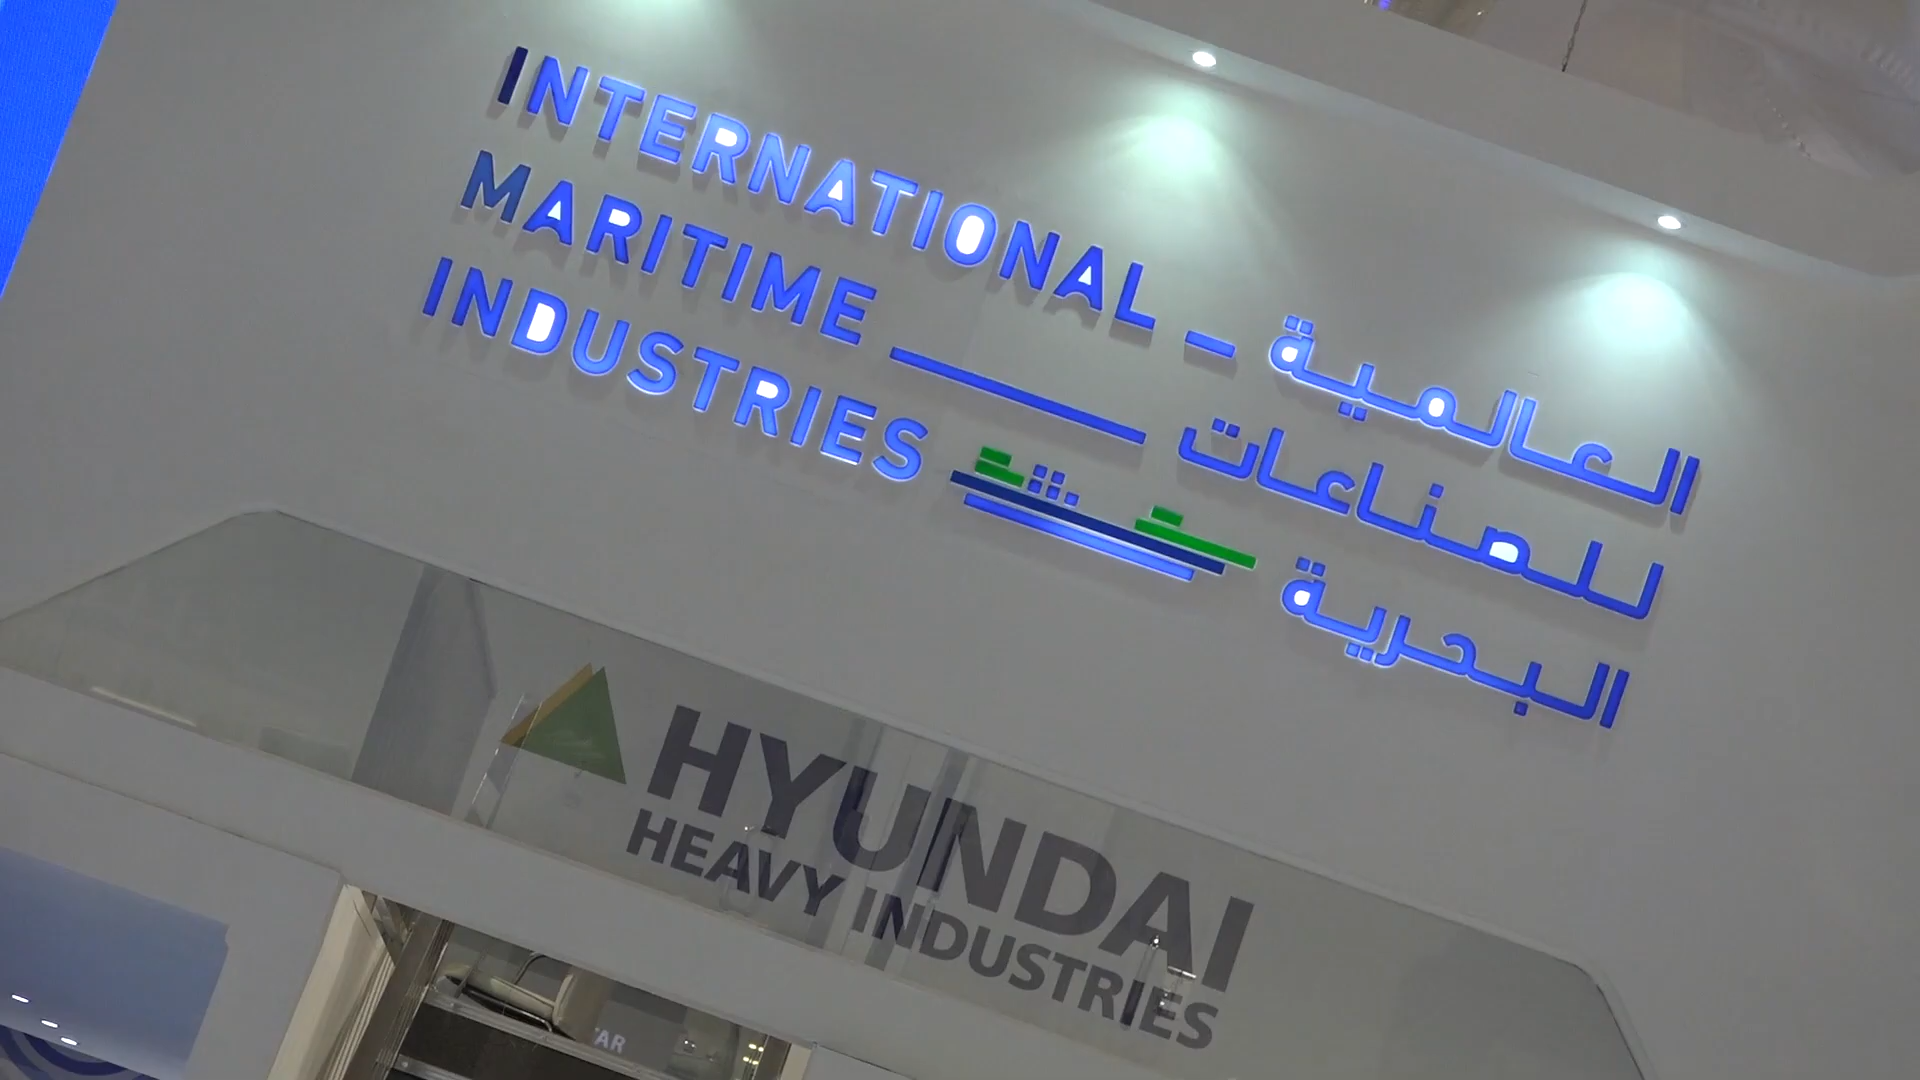 INTERNATIONAL
MARITIME
INDUSTRIES
العالمية
للصناعات
البحرية
HYUNDAI
HEAVY INDUSTRIES